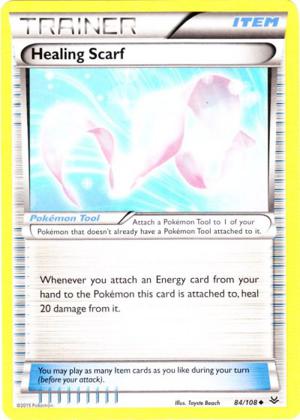 TRAINER ITEM
Healing Scarf
Pokémon Tool Attach a Pokémon Tool to 1 of your
Pokémon that doesn't already have a Pokémon Tool attached to it.
Whenever you attach an Energy card from
your hand to the Pokémon this card is attached to, heal
20 damage from it.
You may play as many Item cards as you like during your turn
(before your attack).
©2015 Pokémon Illus. Toyste Beach 84/108